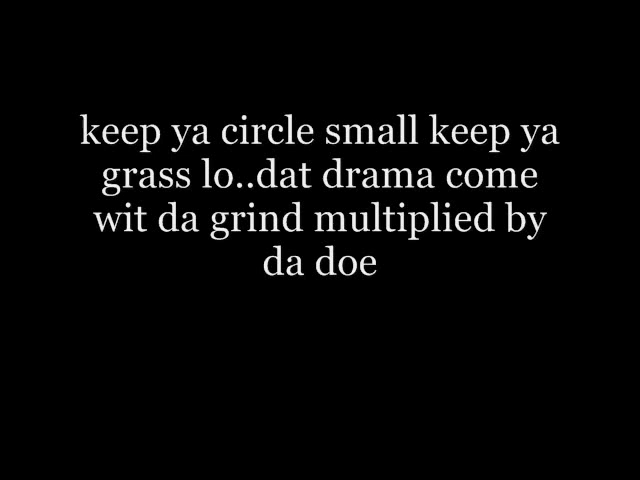 keep ya circle small keep ya
grass lo..dat drama come
wit da grind multiplied by
da doe